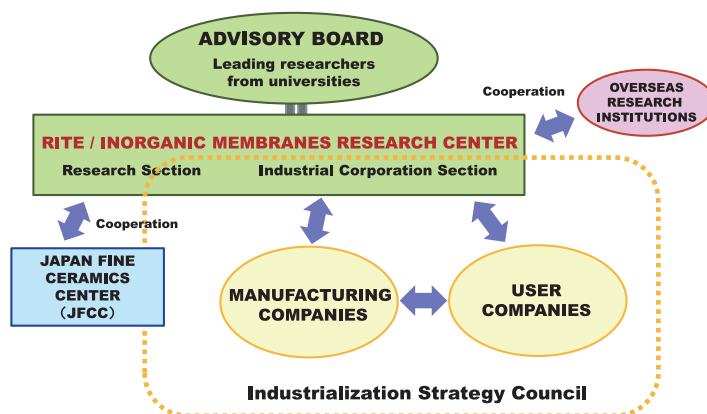 ADVISORY BOARD
Leading researchers
from universities
Cooperation
OVERSEAS
RESEARCH
INSTITUTIONS
RITE / INORGANIC MEMBRANES RESEARCH CENTER
Research Section
Industrial Corporation Section
Cooperation
JAPAN FINE
CERAMICS
CENTER
（JFCC）
MANUFACTURING
COMPANIES
USER
COMPANIES
Industrialization Strategy Council